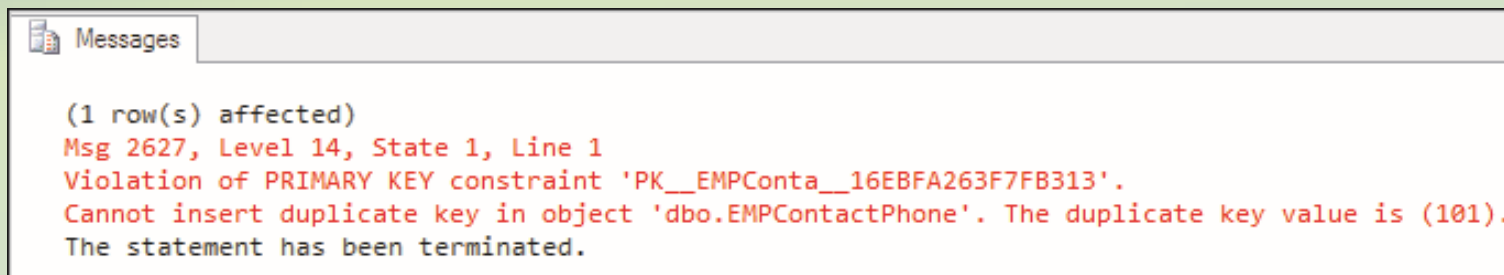 Messages
(1 row(s) affected)
Msg 2627, Level 14, State 1, Line 1
Violation of PRIMARY KEY constraint 'PK__EMPConta__16EBFA263F7FB313'.
Cannot insert duplicate key in object 'dbo.EMPContactPhone'. The duplicate key value is (101).
The statement has been terminated.